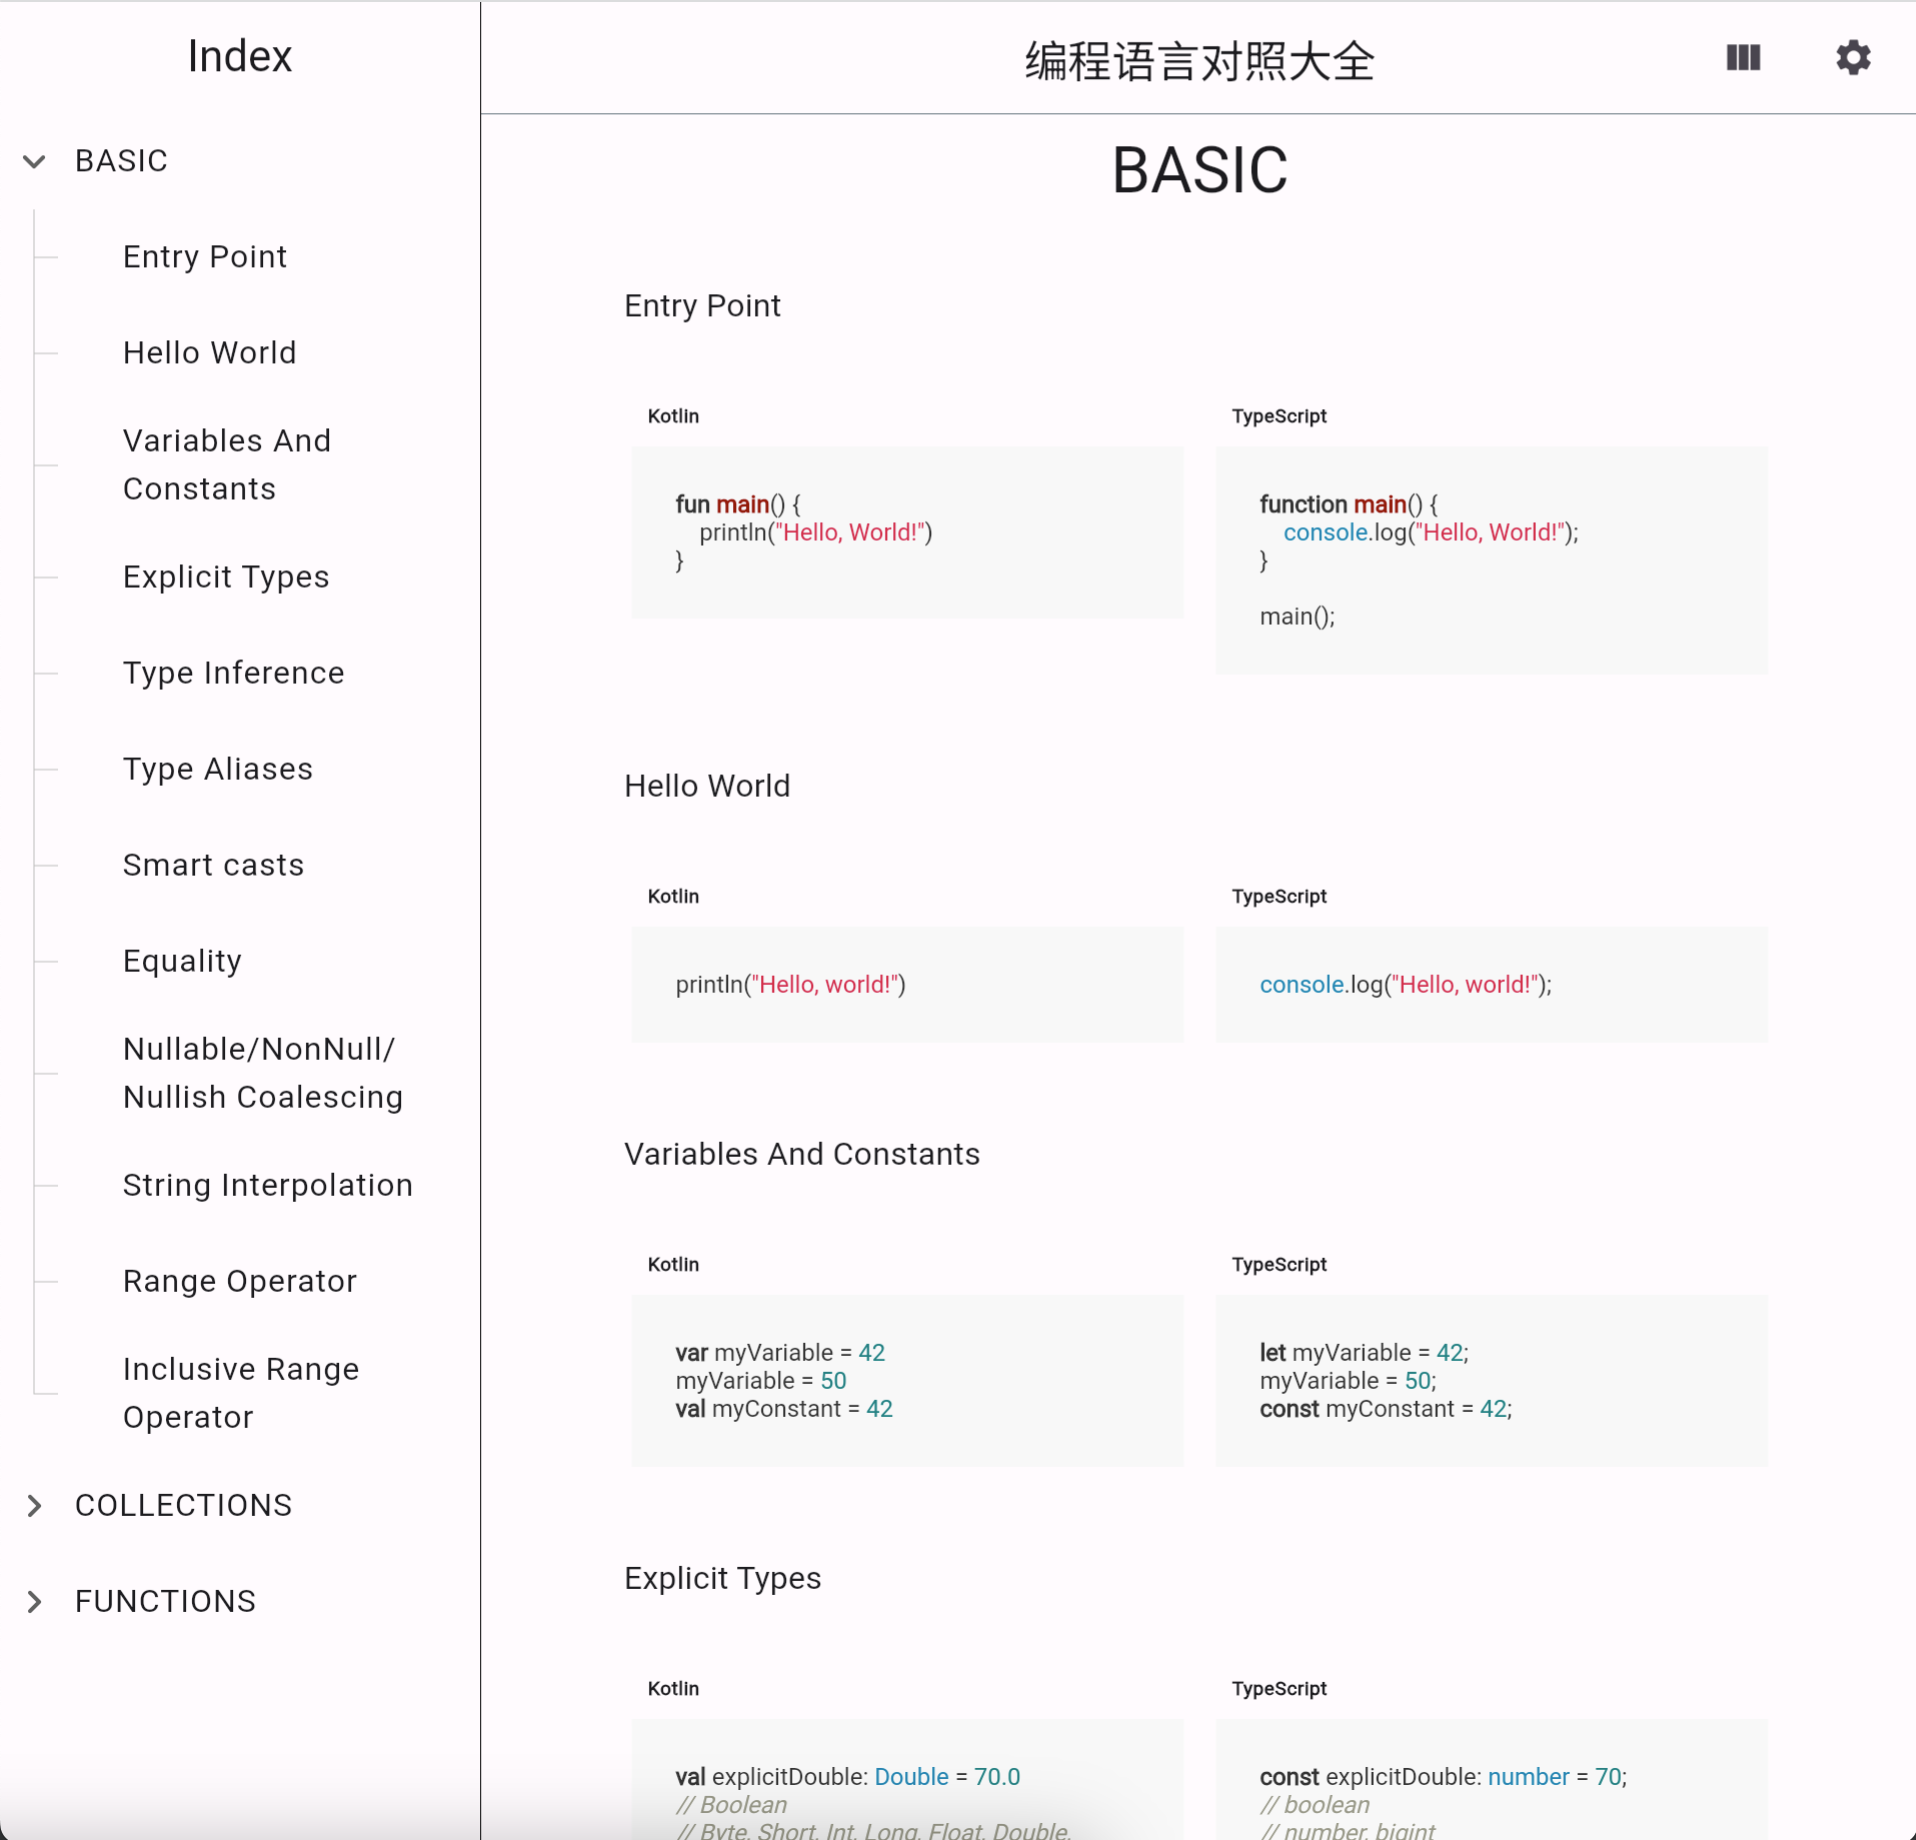 Index
BASIC
Entry Point
Hello World
Variables And
Constants
Explicit Types
Type Inference
Type Aliases
Smart casts
Equality
Nullable/NonNull/
Nullish Coalescing
String Interpolation
Range Operator
Inclusive Range
Operator
COLLECTIONS
FUNCTIONS
编程语言对照大全
BASIC
Entry Point
Kotlin
fun main() {
    println("Hello, World!")
}
TypeScript
function main() {
    console.log("Hello, World!");
}
main();
Hello World
Kotlin
println("Hello, world!")
TypeScript
console.log("Hello, world!");
Variables And Constants
Kotlin
var myVariable = 42
myVariable = 50
val myConstant = 42
TypeScript
let myVariable = 42;
myVariable = 50;
const myConstant = 42;
Explicit Types
Kotlin
val explicitDouble: Double = 70.0
// Boolean
// Byte, Short, Int, Long, Float, Double,
TypeScript
const explicitDouble: number = 70;
// boolean
// number, bigint